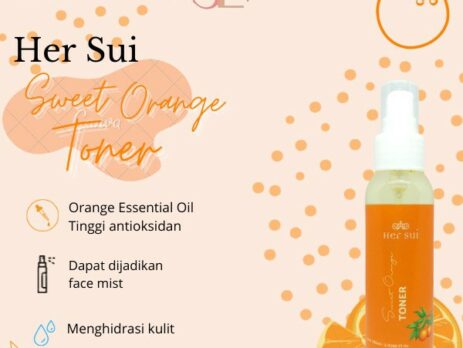 Her Sui
Sweet Orange
Toner
Orange Essential Oil
Tinggi antioksidan
Dapat dijadikan
face mist
Menghidrasi kulit
Her Sui
Sweet Orange
TONER